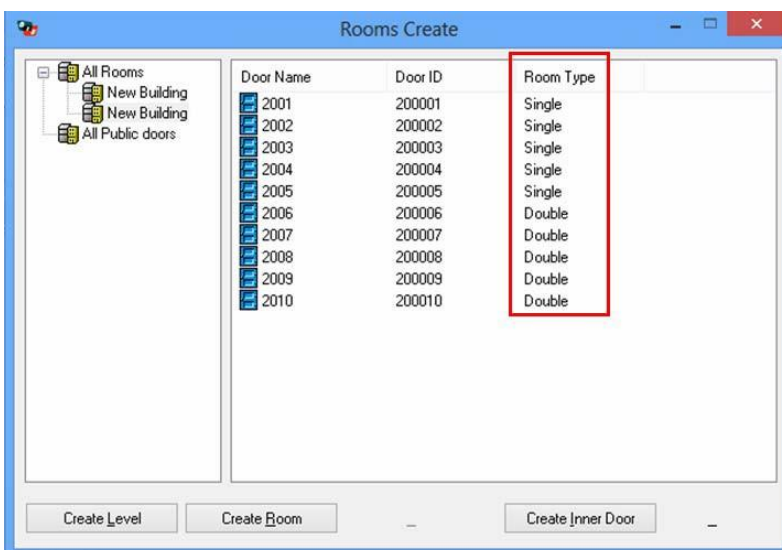 Rooms Create
All Rooms
New Building
New Building
All Public doors
Door Name Door ID Room Type
2001 200001 Single
2002 200002 Single
2003 200003 Single
2004 200004 Single
2005 200005 Single
2006 200006 Double
2007 200007 Double
2008 200008 Double
2009 200009 Double
2010 200010 Double
Create Level Create Room _ Create Inner Door _